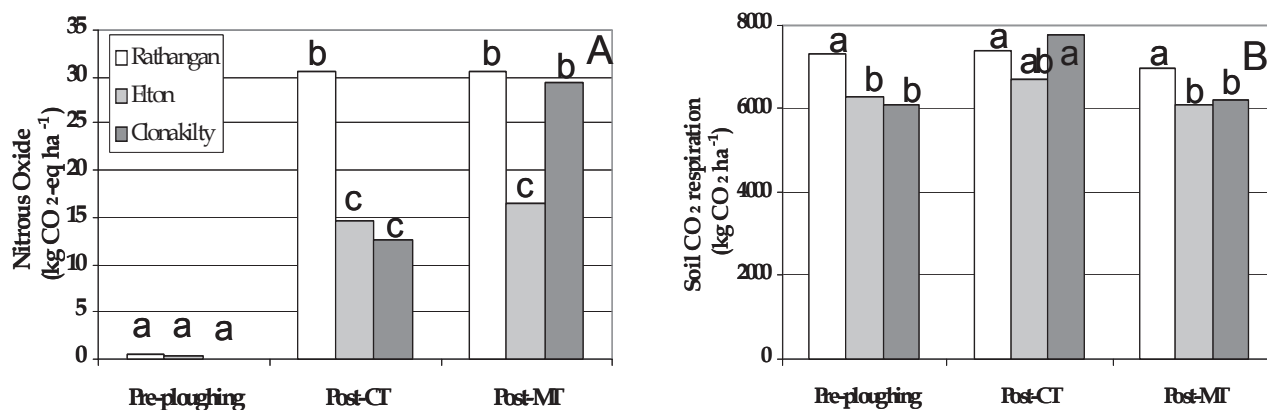 Nitrous Oxide
(kg CO2-eq ha-1)
35
30
25
20
15
10
5
0
Rathangan
Elton
Clonakilty
A
a a a
b c c
b c b
Pre-ploughing Post-CT Post-MT
Soil CO2 respiration
(kg CO2 ha-1)
8000
6000
4000
2000
0
B
a b b
a ab a
a b b
Pre-ploughing Post-CT Post-MT